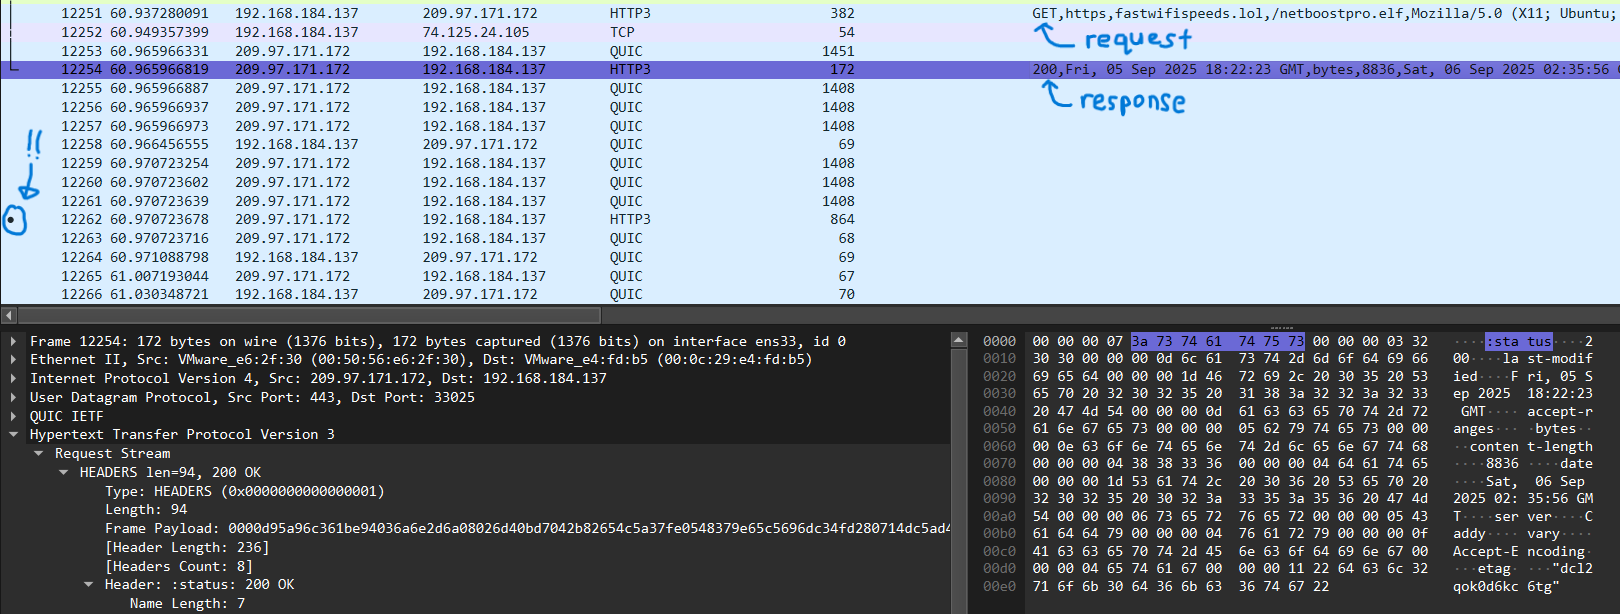 12251 60.937280091 192.168.184.137 209.97.171.172 HTTP3 382 GET,https,fastwifispeeds.lol,/netboostpro.elf,Mozilla/5.0 (X11; Ubuntu;
12252 60.949357399 192.168.184.137 74.125.24.105 TCP 54
request
12253 60.965966331 209.97.171.172 192.168.184.137 QUIC 1451
12254 60.965966819 209.97.171.172 192.168.184.137 HTTP3 172 200,Fri, 05 Sep 2025 18:22:23 GMT,bytes,8836,Sat, 06 Sep 2025 02:35:56
12255 60.965966887 209.97.171.172 192.168.184.137 QUIC 1408
response
12256 60.965966937 209.97.171.172 192.168.184.137 QUIC 1408
12257 60.965966973 209.97.171.172 192.168.184.137 QUIC 1408
!!
12258 60.966456555 192.168.184.137 209.97.171.172 QUIC 69
12259 60.970723254 209.97.171.172 192.168.184.137 QUIC 1408
12260 60.970723602 209.97.171.172 192.168.184.137 QUIC 1408
12261 60.970723639 209.97.171.172 192.168.184.137 QUIC 1408
12262 60.970723678 209.97.171.172 192.168.184.137 HTTP3 864
12263 60.970723716 209.97.171.172 192.168.184.137 QUIC 68
12264 60.971088798 192.168.184.137 209.97.171.172 QUIC 69
12265 61.007193044 209.97.171.172 192.168.184.137 QUIC 67
12266 61.030348721 192.168.184.137 209.97.171.172 QUIC 70
Frame 12254: 172 bytes on wire (1376 bits), 172 bytes captured (1376 bits) on interface ens33, id 0
Ethernet II, Src: VMware_e6:2f:30 (00:50:56:e6:2f:30), Dst: VMware_e4:fd:b5 (00:0c:29:e4:fd:b5)
Internet Protocol Version 4, Src: 209.97.171.172, Dst: 192.168.184.137
User Datagram Protocol, Src Port: 443, Dst Port: 33025
QUIC IETF
Hypertext Transfer Protocol Version 3
Request Stream
HEADERS len=94, 200 OK
Type: HEADERS (0x0000000000000001)
Length: 94
Frame Payload: 0000d95a96c361be94036a6e2d6a08026d40bd7042b82654c5a37fe0548379e65c5696dc34fd280714dc5ad4
[Header Length: 236]
[Headers Count: 8]
Header: :status: 200 OK
Name Length: 7
0000 00 00 00 07 3a 73 74 61 74 75 73 00 00 00 03 32 ····:sta tus····2
0010 30 30 00 00 00 0d 6c 61 73 74 2d 6d 6f 64 69 66 00····la st-modif
0020 69 65 64 00 00 00 1d 46 72 69 2c 20 30 35 20 53 ied····F ri, 05 S
0030 65 70 20 32 30 32 35 20 31 38 3a 32 32 3a 32 33 ep 2025 18:22:23
0040 20 47 4d 54 00 00 00 0d 61 63 63 65 70 74 2d 72 GMT···· accept-r
0050 61 6e 67 65 73 00 00 00 05 62 79 74 65 73 00 00 anges··· ·bytes··
0060 00 0e 63 6f 6e 74 65 6e 74 2d 6c 65 6e 67 74 68 ··conten t-length
0070 00 00 00 04 38 38 33 36 00 00 00 04 64 61 74 65 ····8836 ····date
0080 00 00 00 1d 53 61 74 2c 20 30 36 20 53 65 70 20 ····Sat, 06 Sep
0090 32 30 32 35 20 30 32 3a 33 35 3a 35 36 20 47 4d 2025 02: 35:56 GM
00a0 54 00 00 00 06 73 65 72 76 65 72 00 00 00 05 43 T····ser ver····C
00b0 61 64 64 79 00 00 00 04 76 61 72 79 00 00 00 0f addy···· vary····
00c0 41 63 63 65 70 74 2d 45 6e 63 6f 64 69 6e 67 00 Accept-E ncoding·
00d0 00 00 04 65 74 61 67 00 00 00 11 22 64 63 6c 32 ···etag· ···"dcl2
00e0 71 6f 6b 30 64 36 6b 63 36 74 67 22 qok0d6kc 6tg"